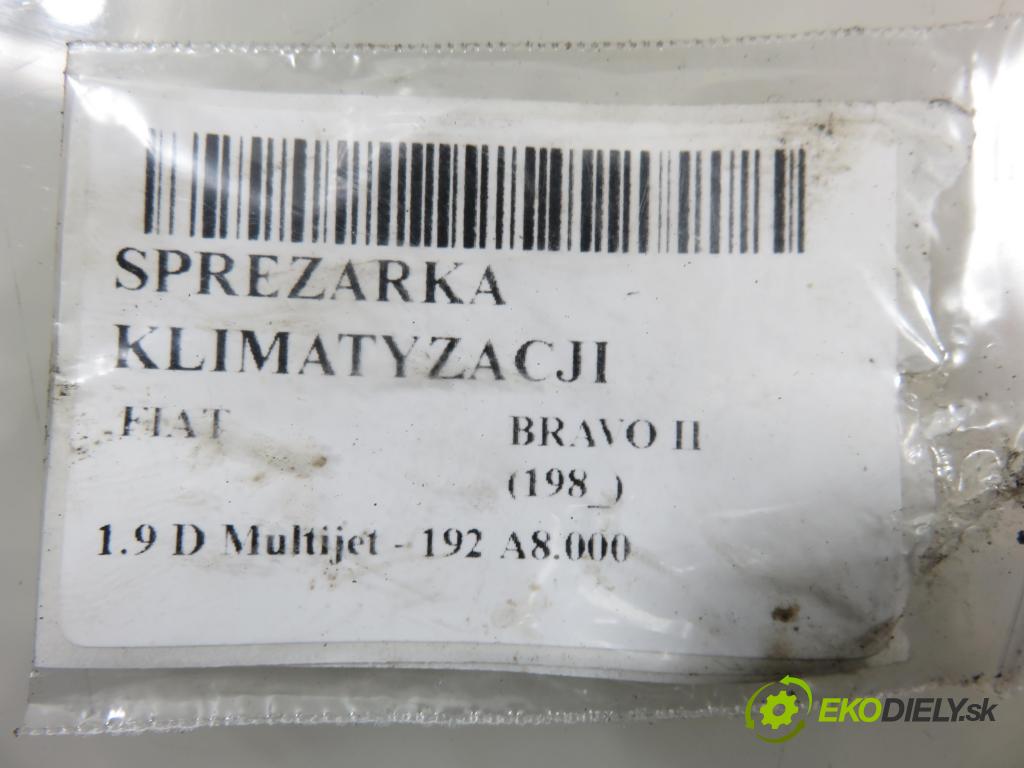 SPREZARKA
KLIMATYZACJI
FIAT BRAVO II
(198_)
1.9 D Multijet - 192 A8.000
EKODIELY.sk